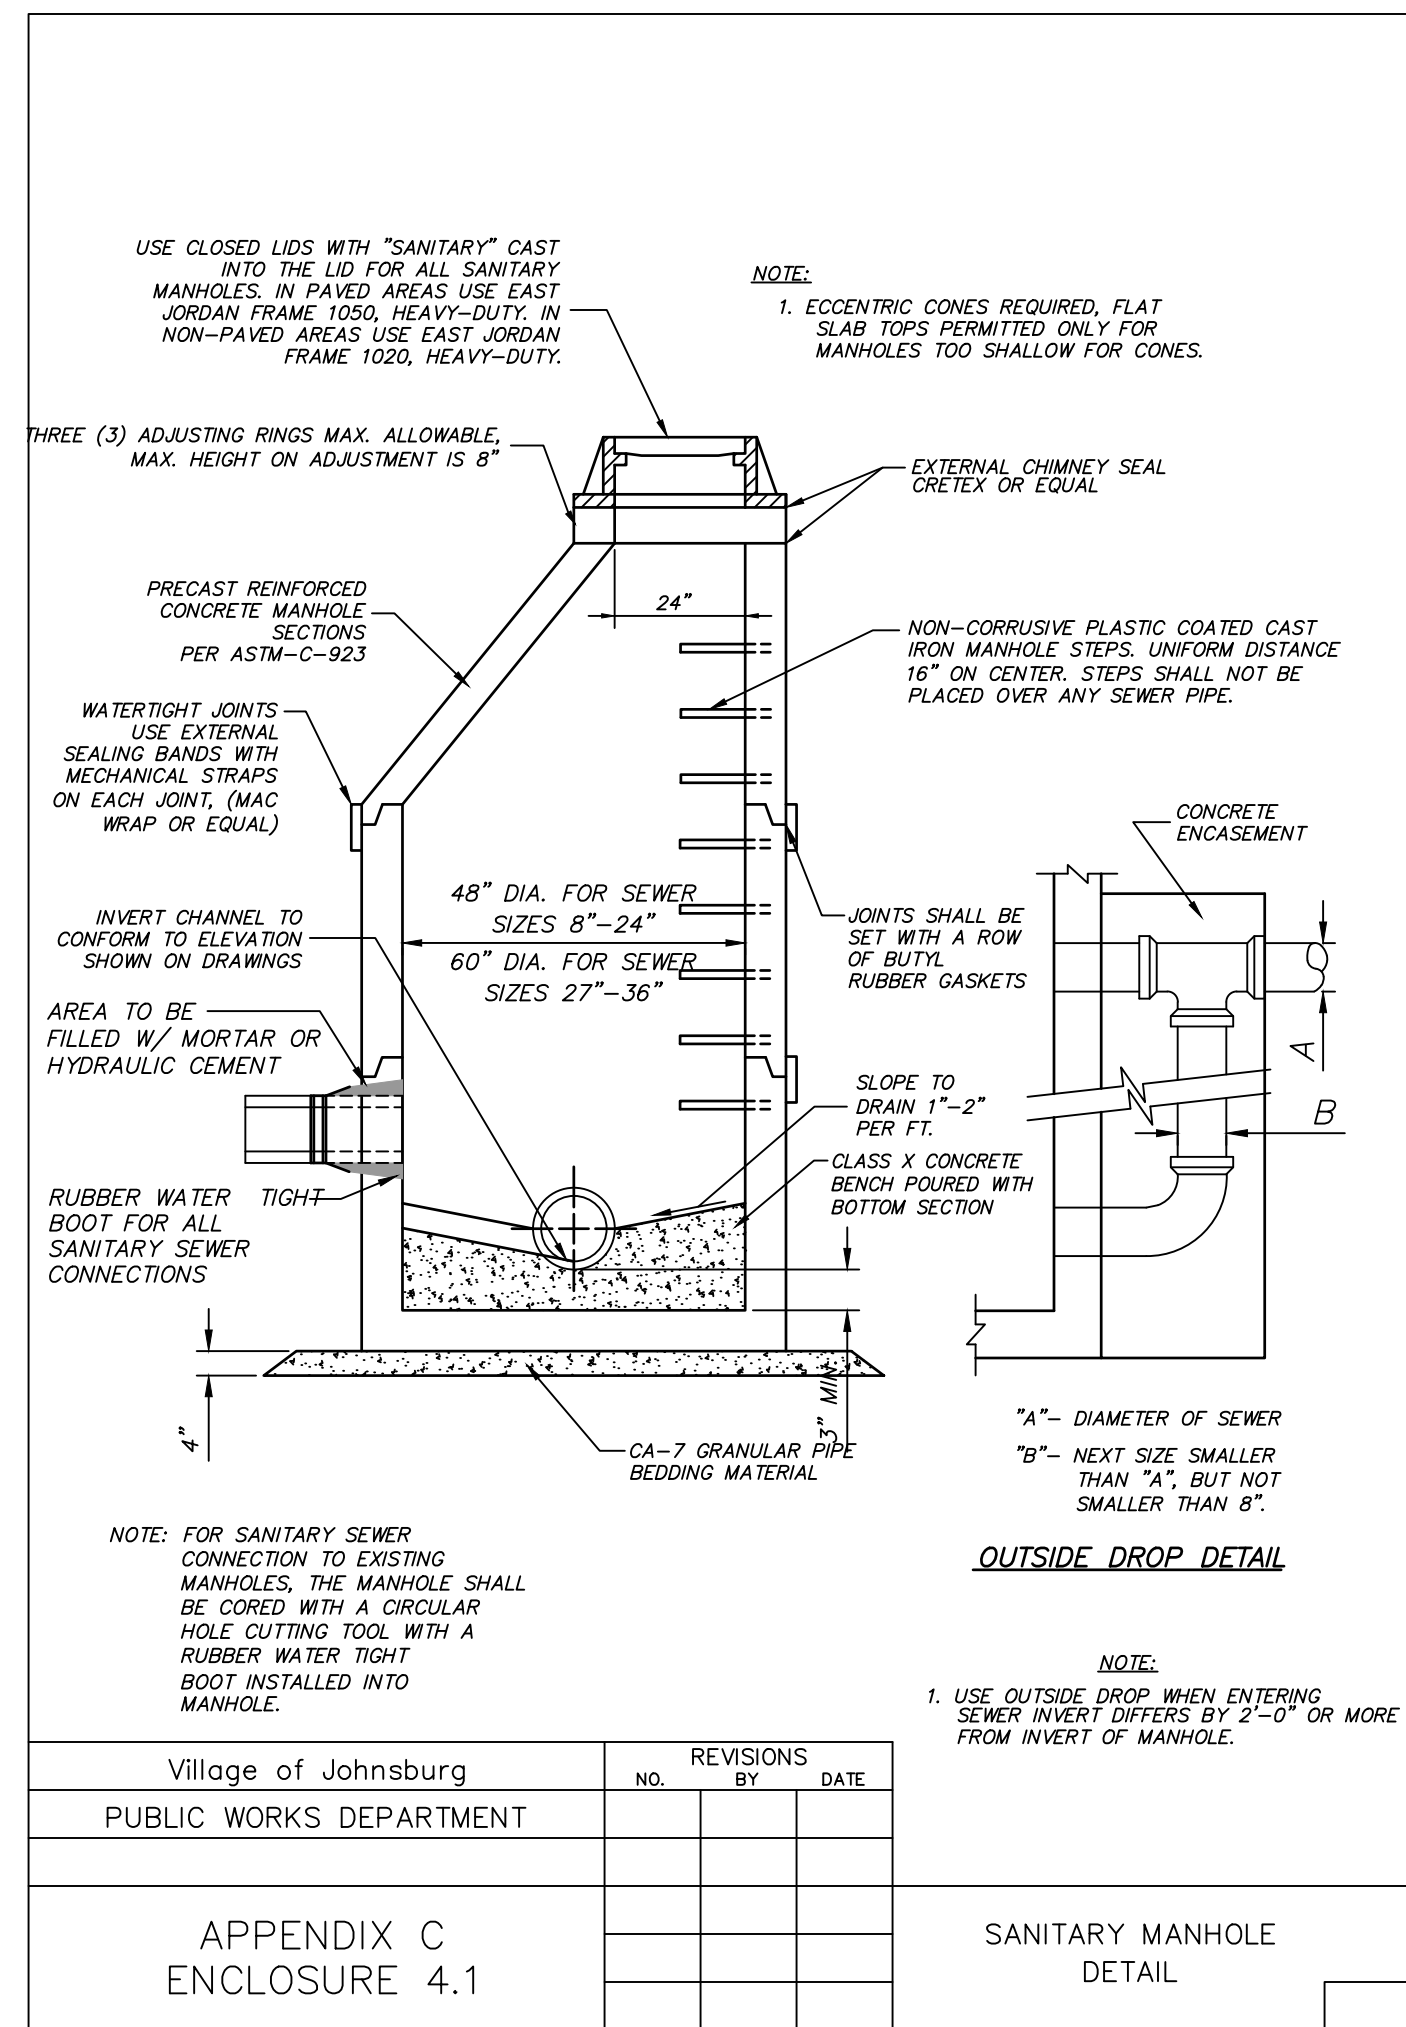 USE CLOSED LIDS WITH "SANITARY" CAST
INTO THE LID FOR ALL SANITARY
MANHOLES. IN PAVED AREAS USE EAST
JORDAN FRAME 1050, HEAVY-DUTY. IN
NON-PAVED AREAS USE EAST JORDAN
FRAME 1020, HEAVY-DUTY.
NOTE:
1. ECCENTRIC CONES REQUIRED, FLAT
SLAB TOPS PERMITTED ONLY FOR
MANHOLES TOO SHALLOW FOR CONES.
THREE (3) ADJUSTING RINGS MAX. ALLOWABLE,
MAX. HEIGHT ON ADJUSTMENT IS 8"
EXTERNAL CHIMNEY SEAL
CRETEX OR EQUAL
PRECAST REINFORCED
CONCRETE MANHOLE
SECTIONS
PER ASTM-C-923
24"
NON-CORRUSIVE PLASTIC COATED CAST
IRON MANHOLE STEPS. UNIFORM DISTANCE
16" ON CENTER. STEPS SHALL NOT BE
PLACED OVER ANY SEWER PIPE.
WATERTIGHT JOINTS
USE EXTERNAL
SEALING BANDS WITH
MECHANICAL STRAPS
ON EACH JOINT, (MAC
WRAP OR EQUAL)
CONCRETE
ENCASEMENT
48" DIA. FOR SEWER
SIZES 8"-24"
60" DIA. FOR SEWER
SIZES 27"-36"
INVERT CHANNEL TO
CONFORM TO ELEVATION
SHOWN ON DRAWINGS
JOINTS SHALL BE
SET WITH A ROW
OF BUTYL
RUBBER GASKETS
AREA TO BE
FILLED W/ MORTAR OR
HYDRAULIC CEMENT
A
SLOPE TO
DRAIN 1"-2"
PER FT.
B
CLASS X CONCRETE
BENCH POURED WITH
BOTTOM SECTION
RUBBER WATER TIGHT
BOOT FOR ALL
SANITARY SEWER
CONNECTIONS
4"
3" MIN
CA-7 GRANULAR PIPE
BEDDING MATERIAL
"A"- DIAMETER OF SEWER
"B"- NEXT SIZE SMALLER
THAN "A", BUT NOT
SMALLER THAN 8".
OUTSIDE DROP DETAIL
NOTE: FOR SANITARY SEWER
CONNECTION TO EXISTING
MANHOLES, THE MANHOLE SHALL
BE CORED WITH A CIRCULAR
HOLE CUTTING TOOL WITH A
RUBBER WATER TIGHT
BOOT INSTALLED INTO
MANHOLE.
NOTE:
1. USE OUTSIDE DROP WHEN ENTERING
SEWER INVERT DIFFERS BY 2'-0" OR MORE
FROM INVERT OF MANHOLE.
Village of Johnsburg
PUBLIC WORKS DEPARTMENT
REVISIONS
NO. BY DATE
APPENDIX C
ENCLOSURE 4.1
SANITARY MANHOLE
DETAIL